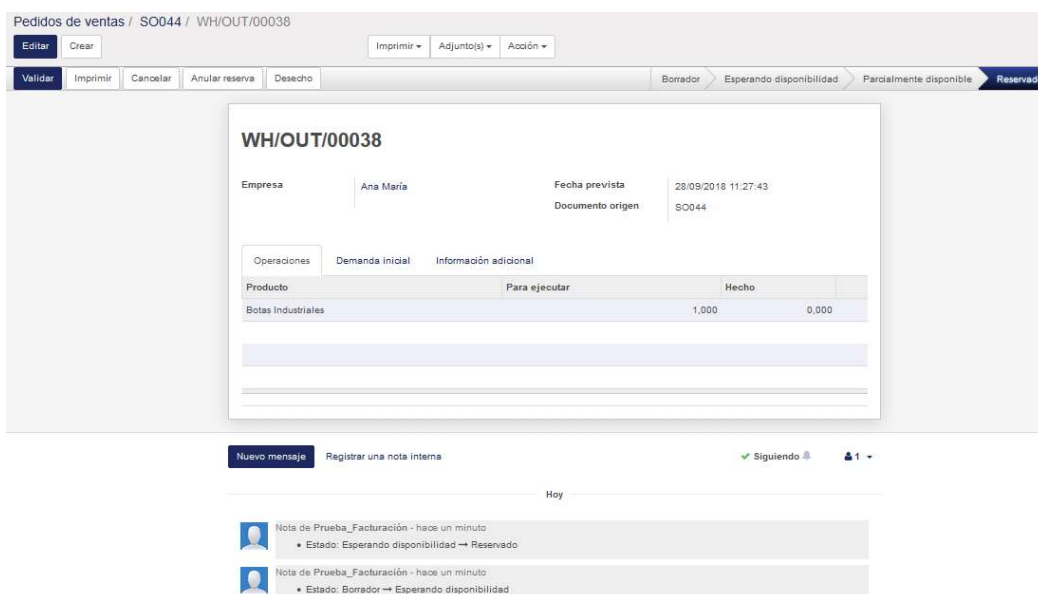 Pedidos de ventas / SO044 / WH/OUT/00038
Editar Crear Imprimir Adjunto(s) Acción
Validar Imprimir Cancelar Anular reserva Desecho Borrador Esperando disponibilidad Parcialmente disponible Reservad
WH/OUT/00038
Empresa Ana María Fecha prevista 28/09/2018 11:27:43
Documento origen SO044
Operaciones Demanda inicial Información adicional
Producto Para ejecutar Hecho
Botas Industriales 1,000 0,000
Nuevo mensaje Registrar una nota interna Siguiendo 1
Hoy
Nota de Prueba_Facturación - hace un minuto
• Estado: Esperando disponibilidad → Reservado
Nota de Prueba_Facturación - hace un minuto
• Estado: Borrador → Esperando disponibilidad